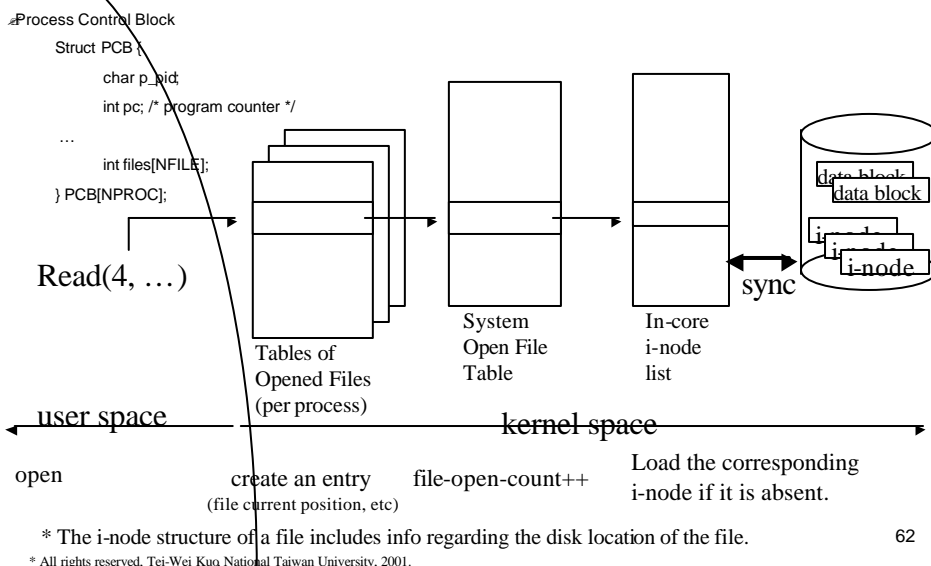 Process Control Block
Struct PCB {
char p_pid;
int pc; /* program counter */
…
int files[NFILE];
} PCB[NPROC];
Read(4, …)
data block
data block
i-node
i-node
i-node
sync
Tables of
Opened Files
(per process)
System
Open File
Table
In-core
i-node
list
user space
kernel space
open
create an entry
(file current position, etc)
file-open-count++
Load the corresponding
i-node if it is absent.
* The i-node structure of a file includes info regarding the disk location of the file.
62
* All rights reserved, Tei-Wei Kuo, National Taiwan University, 2001.